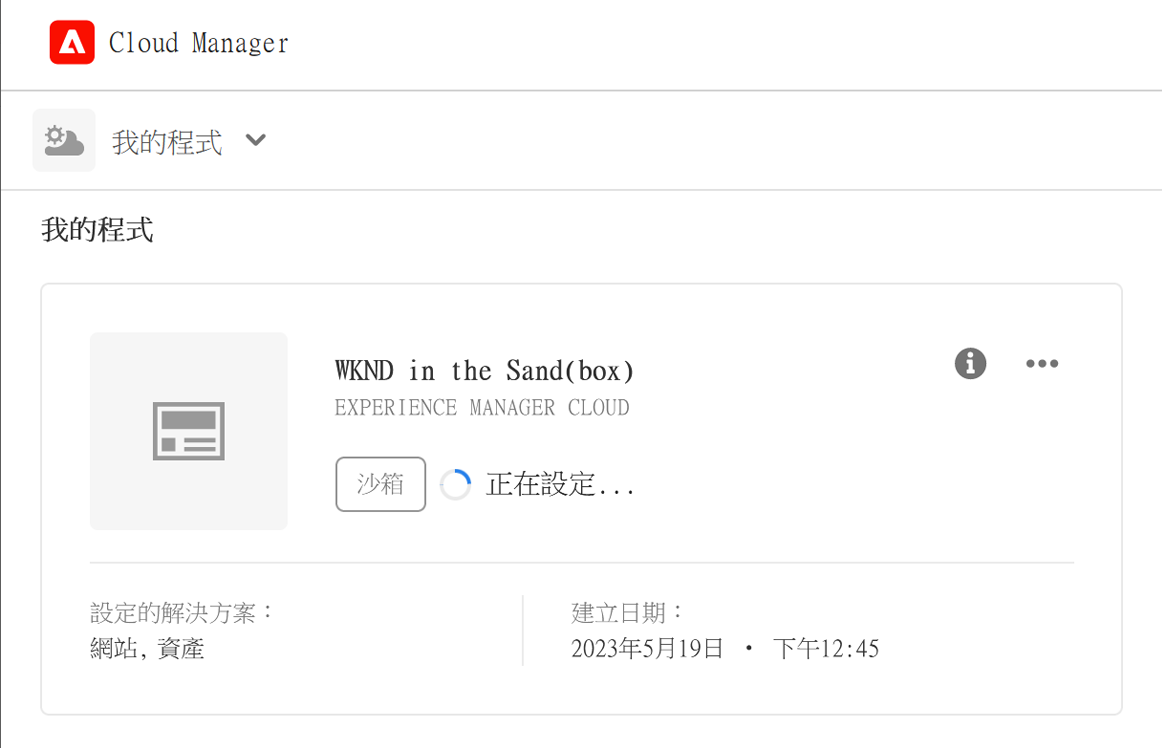 Cloud Manager
我的程式
我的程式
WKND in the Sand(box)
EXPERIENCE MANAGER CLOUD
沙箱 正在設定...
設定的解決方案：
網站, 資產
建立日期：
2023年5月19日 • 下午12:45